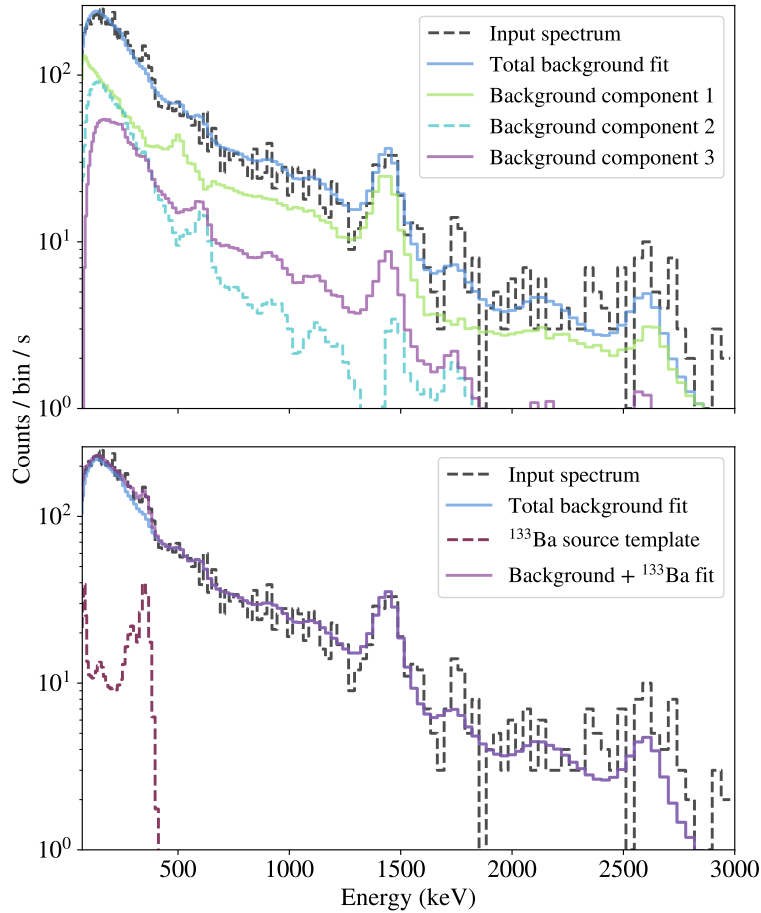 10²
10¹
10⁰
Input spectrum
Total background fit
Background component 1
Background component 2
Background component 3
Counts / bin / s
10²
10¹
10⁰
Input spectrum
Total background fit
¹³³Ba source template
Background + ¹³³Ba fit
500 1000 1500 2000 2500 3000
Energy (keV)